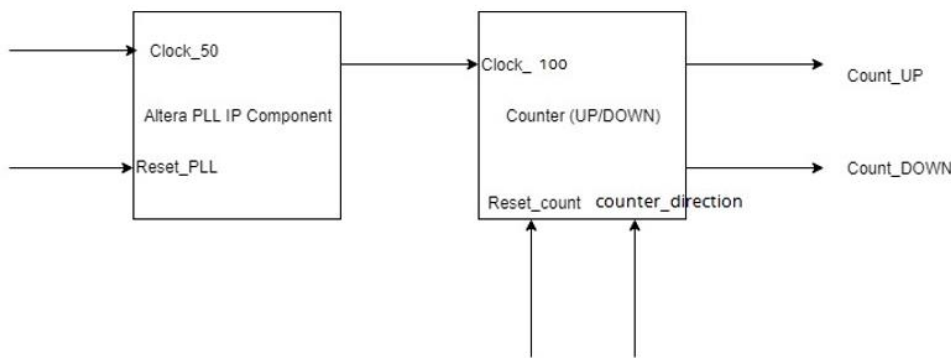 Clock_50
Altera PLL IP Component
Reset_PLL
Clock_ 100
Counter (UP/DOWN)
Reset_count counter_direction
Count_UP
Count_DOWN